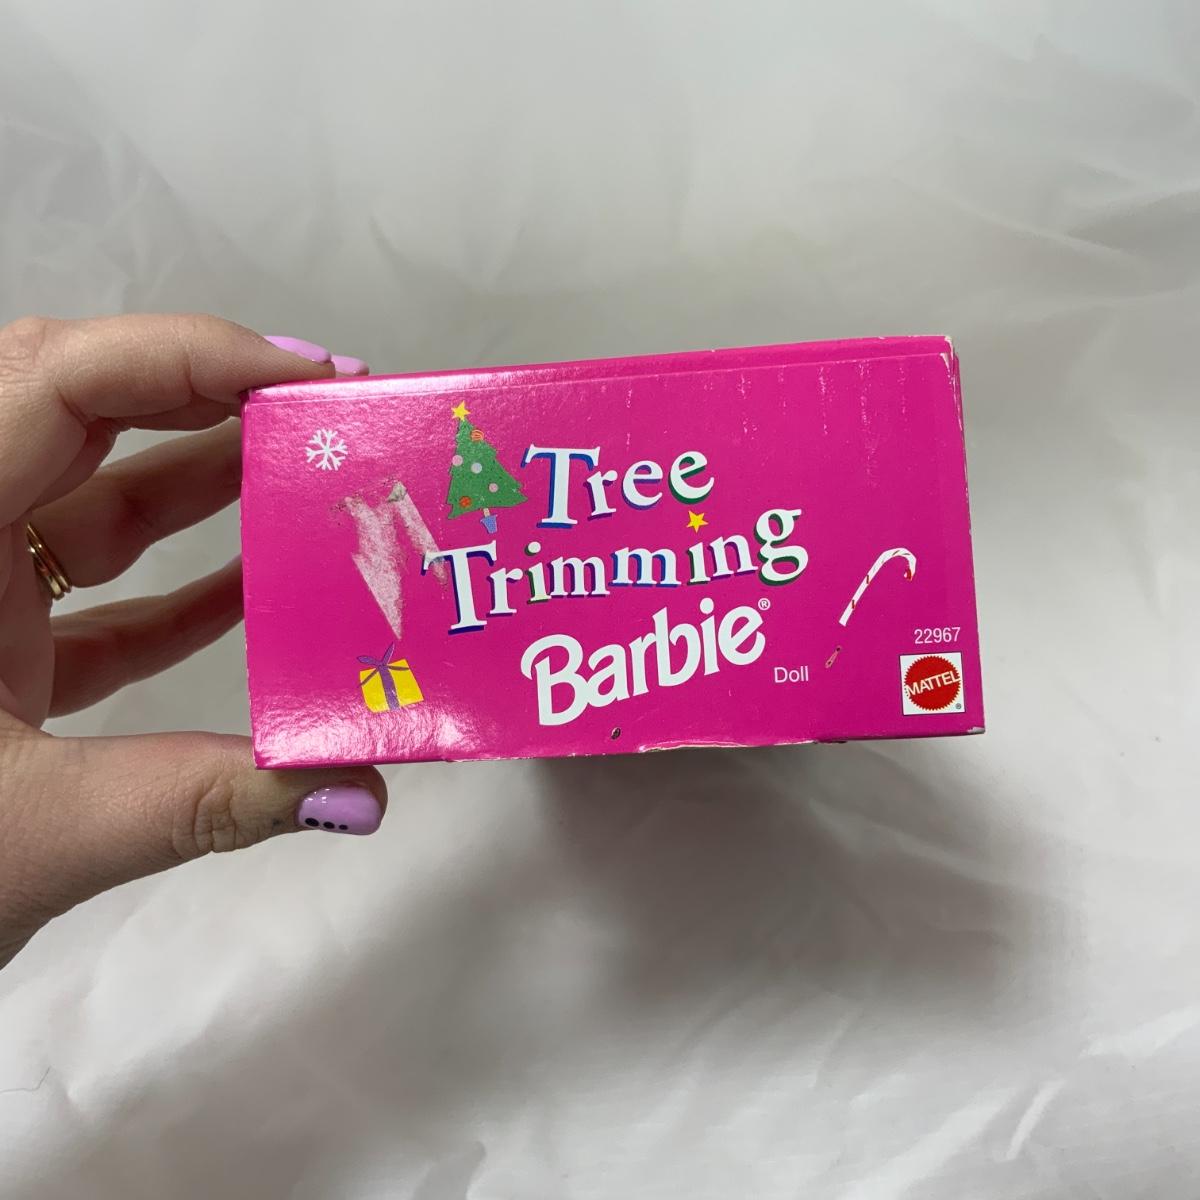 Tree
Trimming
Barbie®
Doll
22967
MATTEL®